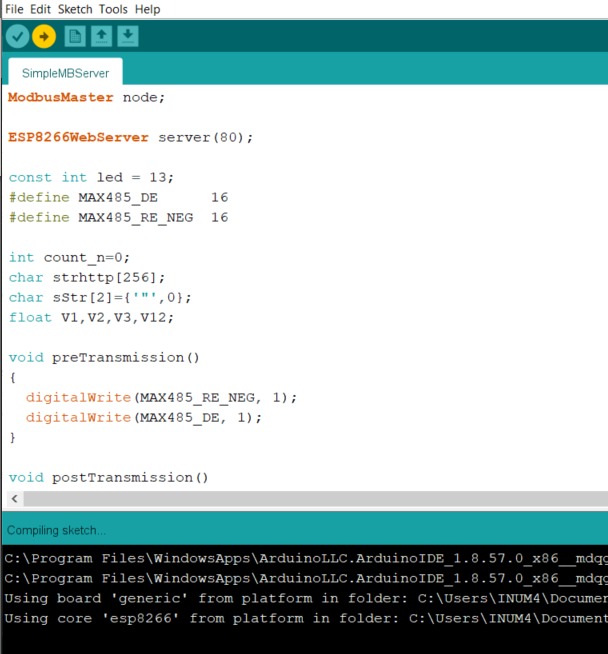 File Edit Sketch Tools Help
SimpleMBServer
ModbusMaster node;
ESP8266WebServer server(80);
const int led = 13;
#define MAX485_DE      16
#define MAX485_RE_NEG  16
int count_n=0;
char strhttp[256];
char sStr[2]={'"',0};
float V1,V2,V3,V12;
void preTransmission()
{
  digitalWrite(MAX485_RE_NEG, 1);
  digitalWrite(MAX485_DE, 1);
}
void postTransmission()
Compiling sketch...
C:\Program Files\WindowsApps\ArduinoLLC.ArduinoIDE_1.8.57.0_x86__mdqg
C:\Program Files\WindowsApps\ArduinoLLC.ArduinoIDE_1.8.57.0_x86__mdqg
Using board 'generic' from platform in folder: C:\Users\INUM4\Documen
Using core 'esp8266' from platform in folder: C:\Users\INUM4\Document